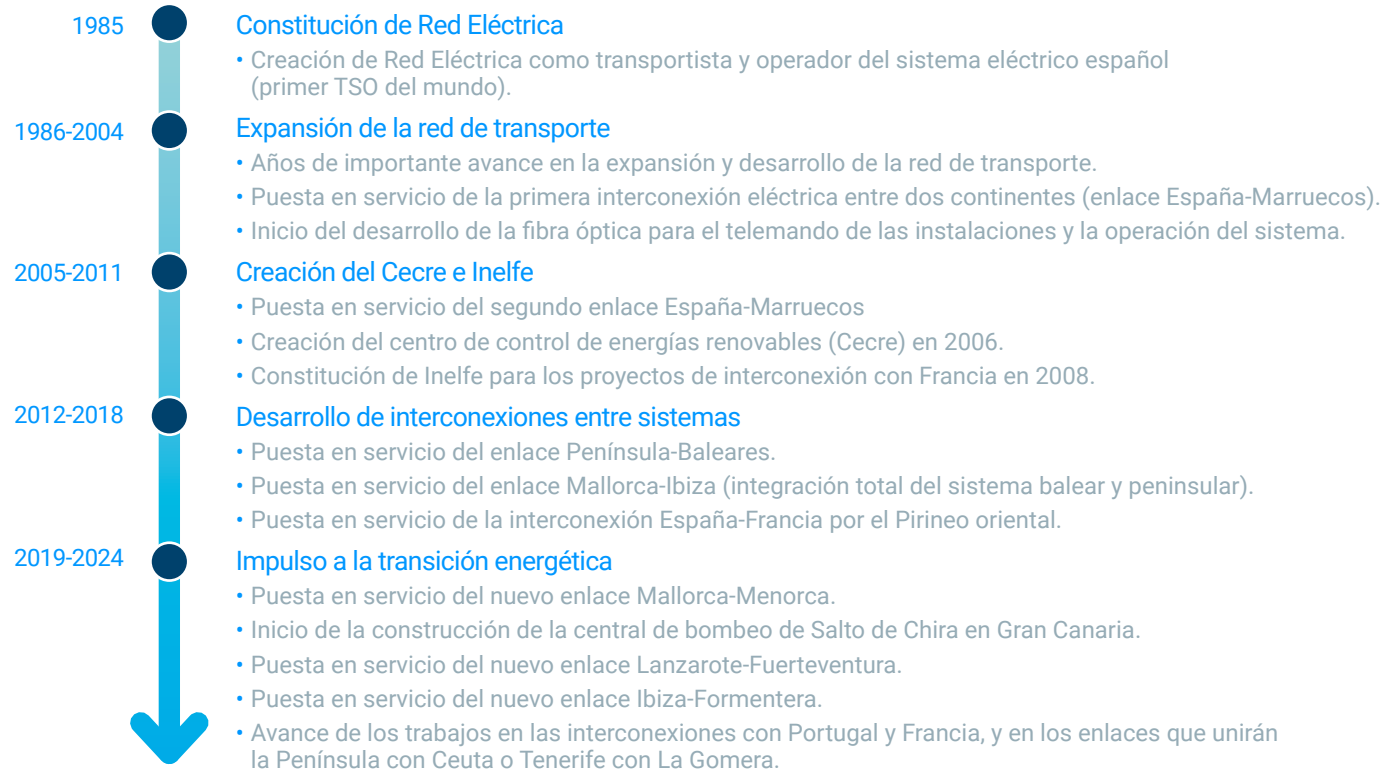 1985
Constitución de Red Eléctrica
• Creación de Red Eléctrica como transportista y operador del sistema eléctrico español
(primer TSO del mundo).
1986-2004
Expansión de la red de transporte
• Años de importante avance en la expansión y desarrollo de la red de transporte.
• Puesta en servicio de la primera interconexión eléctrica entre dos continentes (enlace España-Marruecos).
• Inicio del desarrollo de la fibra óptica para el telemando de las instalaciones y la operación del sistema.
2005-2011
Creación del Cecre e Inelfe
• Puesta en servicio del segundo enlace España-Marruecos
• Creación del centro de control de energías renovables (Cecre) en 2006.
• Constitución de Inelfe para los proyectos de interconexión con Francia en 2008.
2012-2018
Desarrollo de interconexiones entre sistemas
• Puesta en servicio del enlace Península-Baleares.
• Puesta en servicio del enlace Mallorca-Ibiza (integración total del sistema balear y peninsular).
• Puesta en servicio de la interconexión España-Francia por el Pirineo oriental.
2019-2024
Impulso a la transición energética
• Puesta en servicio del nuevo enlace Mallorca-Menorca.
• Inicio de la construcción de la central de bombeo de Salto de Chira en Gran Canaria.
• Puesta en servicio del nuevo enlace Lanzarote-Fuerteventura.
• Puesta en servicio del nuevo enlace Ibiza-Formentera.
• Avance de los trabajos en las interconexiones con Portugal y Francia, y en los enlaces que unirán
la Península con Ceuta o Tenerife con La Gomera.